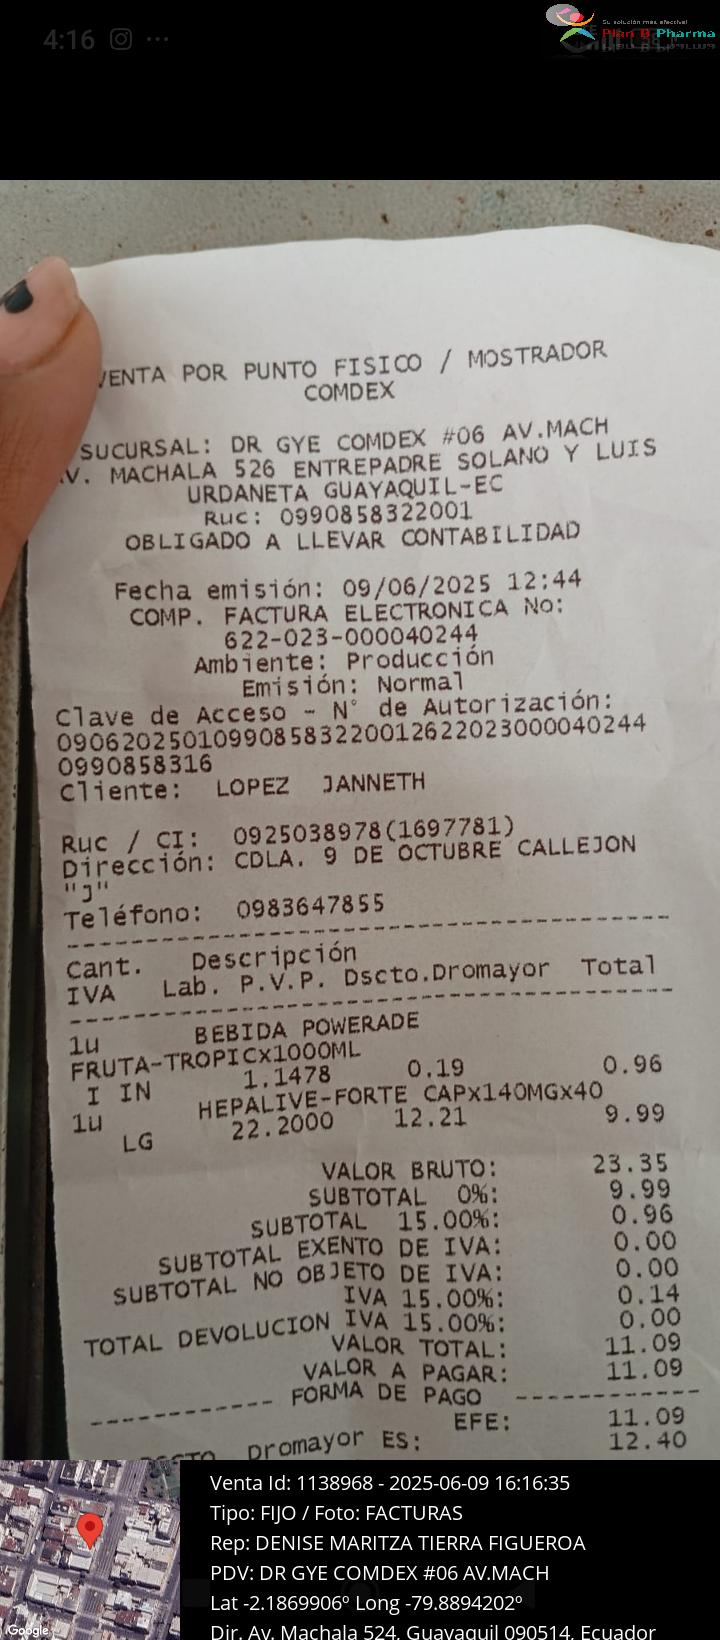 4:16
Su solución más efectiva!
Plan B Pharma
VENTA POR PUNTO FISICO / MOSTRADOR
COMDEX
SUCURSAL: DR GYE COMDEX #06 AV.MACH
V. MACHALA 526 ENTREPADRE SOLANO Y LUIS
URDANETA GUAYAQUIL-EC
Ruc: 0990858322001
OBLIGADO A LLEVAR CONTABILIDAD
Fecha emisión: 09/06/2025 12:44
COMP. FACTURA ELECTRONICA No:
622-023-000040244
Ambiente: Producción
Emisión: Normal
Clave de Acceso - N° de Autorización:
090620250109908583220012622023000040244
0990858316
Cliente: LOPEZ JANNETH
Ruc / CI: 0925038978(1697781)
Dirección: CDLA. 9 DE OCTUBRE CALLEJON
"J"
Teléfono: 0983647855
Cant. Descripción
IVA Lab. P.V.P. Dscto.Dromayor Total
1u BEBIDA POWERADE
FRUTA-TROPICx1000ML
I IN 1.1478 0.19 0.96
1u HEPALIVE-FORTE CAPx140MGx40
LG 22.2000 12.21 9.99
VALOR BRUTO: 23.35
SUBTOTAL 0%: 9.99
SUBTOTAL 15.00%: 0.96
SUBTOTAL EXENTO DE IVA: 0.00
SUBTOTAL NO OBJETO DE IVA: 0.00
IVA 15.00%: 0.14
TOTAL DEVOLUCION IVA 15.00%: 0.00
VALOR TOTAL: 11.09
VALOR A PAGAR: 11.09
------------ FORMA DE PAGO ------------
EFE: 11.09
Dromayor ES: 12.40
Venta Id: 1138968 - 2025-06-09 16:16:35
Tipo: FIJO / Foto: FACTURAS
Rep: DENISE MARITZA TIERRA FIGUEROA
PDV: DR GYE COMDEX #06 AV.MACH
Lat -2.1869906º Long -79.8894202º
Dir. Av. Machala 524, Guayaquil 090514, Ecuador
Google